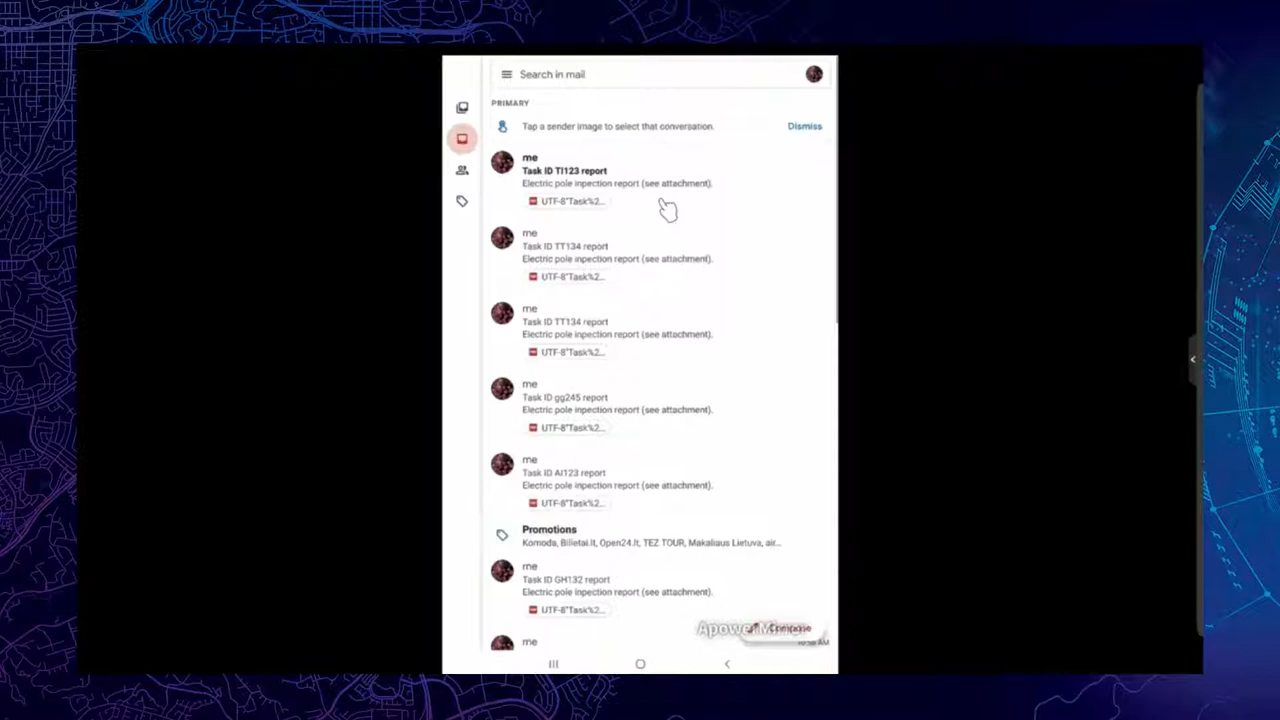 Search in mail
PRIMARY
Tap a sender image to select that conversation.
Dismiss
me
Task ID TI123 report
Electric pole inpection report (see attachment).
UTF-8''Task%2...
me
Task ID TT134 report
Electric pole inpection report (see attachment).
UTF-8''Task%2...
me
Task ID TT134 report
Electric pole inpection report (see attachment).
UTF-8''Task%2...
me
Task ID gg245 report
Electric pole inpection report (see attachment).
UTF-8''Task%2...
me
Task ID AI123 report
Electric pole inpection report (see attachment).
UTF-8''Task%2...
Promotions
Komoda, Bilietai.lt, Open24.lt, TEZ TOUR, Makaliaus Lietuva, air...
me
Task ID GH132 report
Electric pole inpection report (see attachment).
UTF-8''Task%2...
Compose
ApowerMirror
me
AM